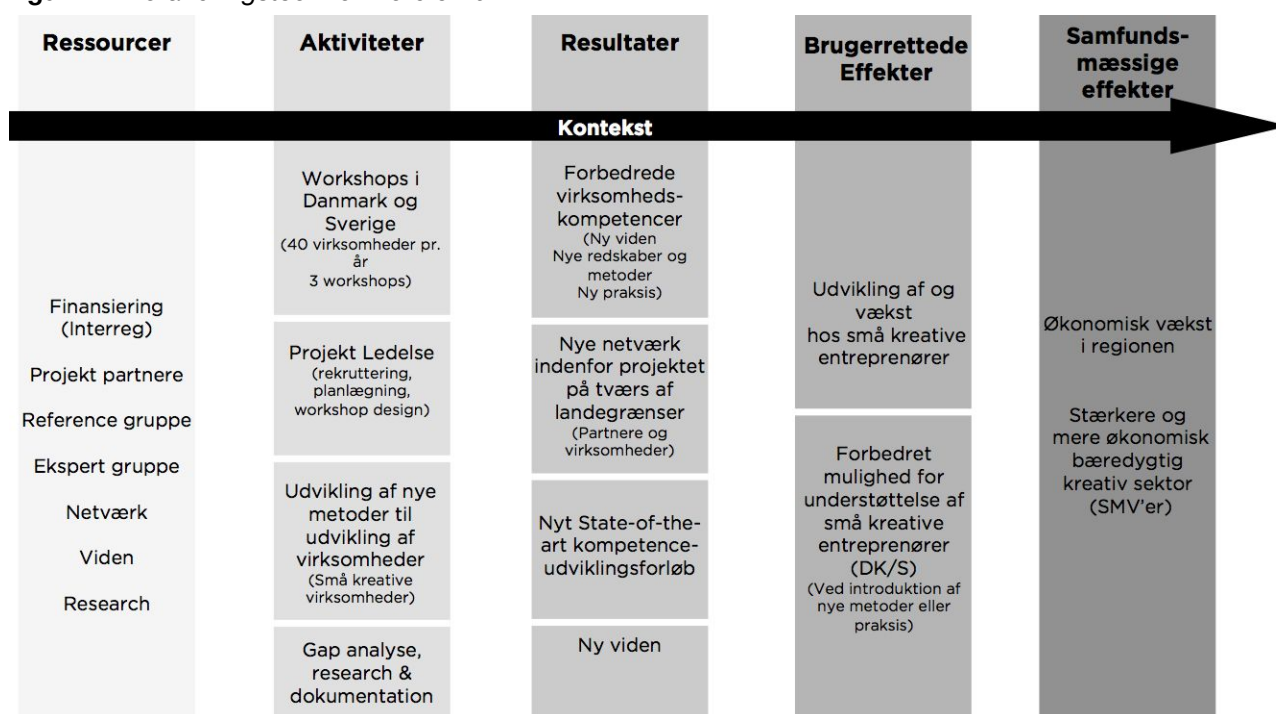 Ressourcer
Aktiviteter
Resultater
Brugerrettede
Effekter
Samfunds-
mæssige
effekter
Kontekst
Finansiering
(Interreg)
Projekt partnere
Reference gruppe
Ekspert gruppe
Netværk
Viden
Research
Workshops i
Danmark og
Sverige
(40 virksomheder pr.
år
3 workshops)
Projekt Ledelse
(rekruttering,
planlægning,
workshop design)
Udvikling af nye
metoder til
udvikling af
virksomheder
(Små kreative
virksomheder)
Gap analyse,
research &
dokumentation
Forbedrede
virksomheds-
kompetencer
(Ny viden
Nye redskaber og
metoder
Ny praksis)
Nye netværk
indenfor projektet
på tværs af
landegrænser
(Partnere og
virksomheder)
Nyt State-of-the-
art kompetence-
udviklingsforløb
Ny viden
Udvikling af og
vækst
hos små kreative
entreprenører
Forbedret
mulighed for
understøttelse af
små kreative
entreprenører
(DK/S)
(Ved introduktion af
nye metoder eller
praksis)
Økonomisk vækst
i regionen
Stærkere og
mere økonomisk
bæredygtig
kreativ sektor
(SMV'er)